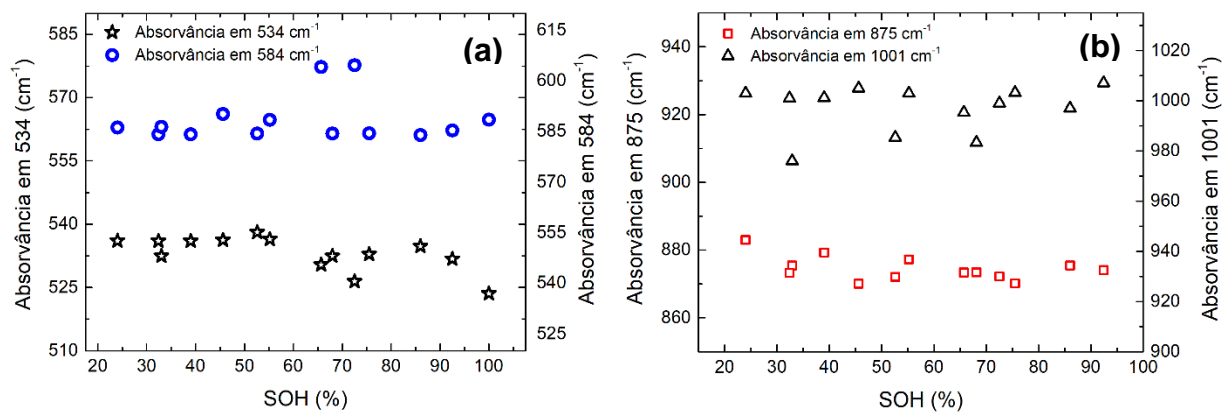 (a)
Absorvância em 534 cm⁻¹
Absorvância em 584 cm⁻¹
Absorvância em 534 (cm⁻¹)
585
570
555
540
525
510
Absorvância em 584 (cm⁻¹)
615
600
585
570
555
540
525
20 30 40 50 60 70 80 90 100
SOH (%)
(b)
Absorvância em 875 cm⁻¹
Absorvância em 1001 cm⁻¹
Absorvância em 875 (cm⁻¹)
940
920
900
880
860
Absorvância em 1001 (cm⁻¹)
1020
1000
980
960
940
920
900
20 30 40 50 60 70 80 90 100
SOH (%)